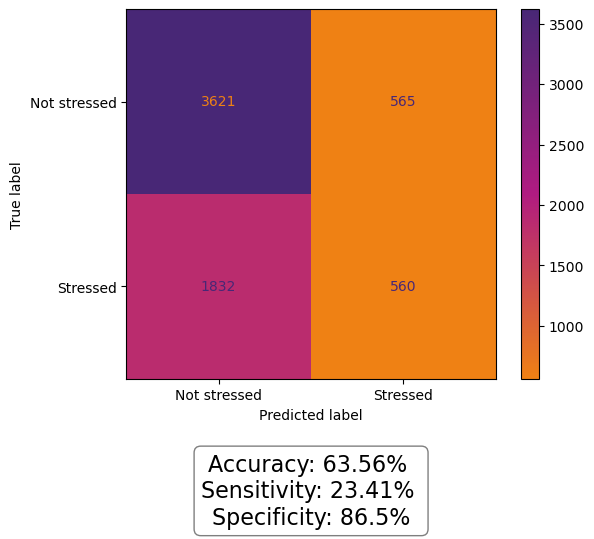 3500
Not stressed 3621 565
3000
2500
True label
2000
1500
Stressed 1832 560
1000
Not stressed Stressed
Predicted label
Accuracy: 63.56%
Sensitivity: 23.41%
Specificity: 86.5%